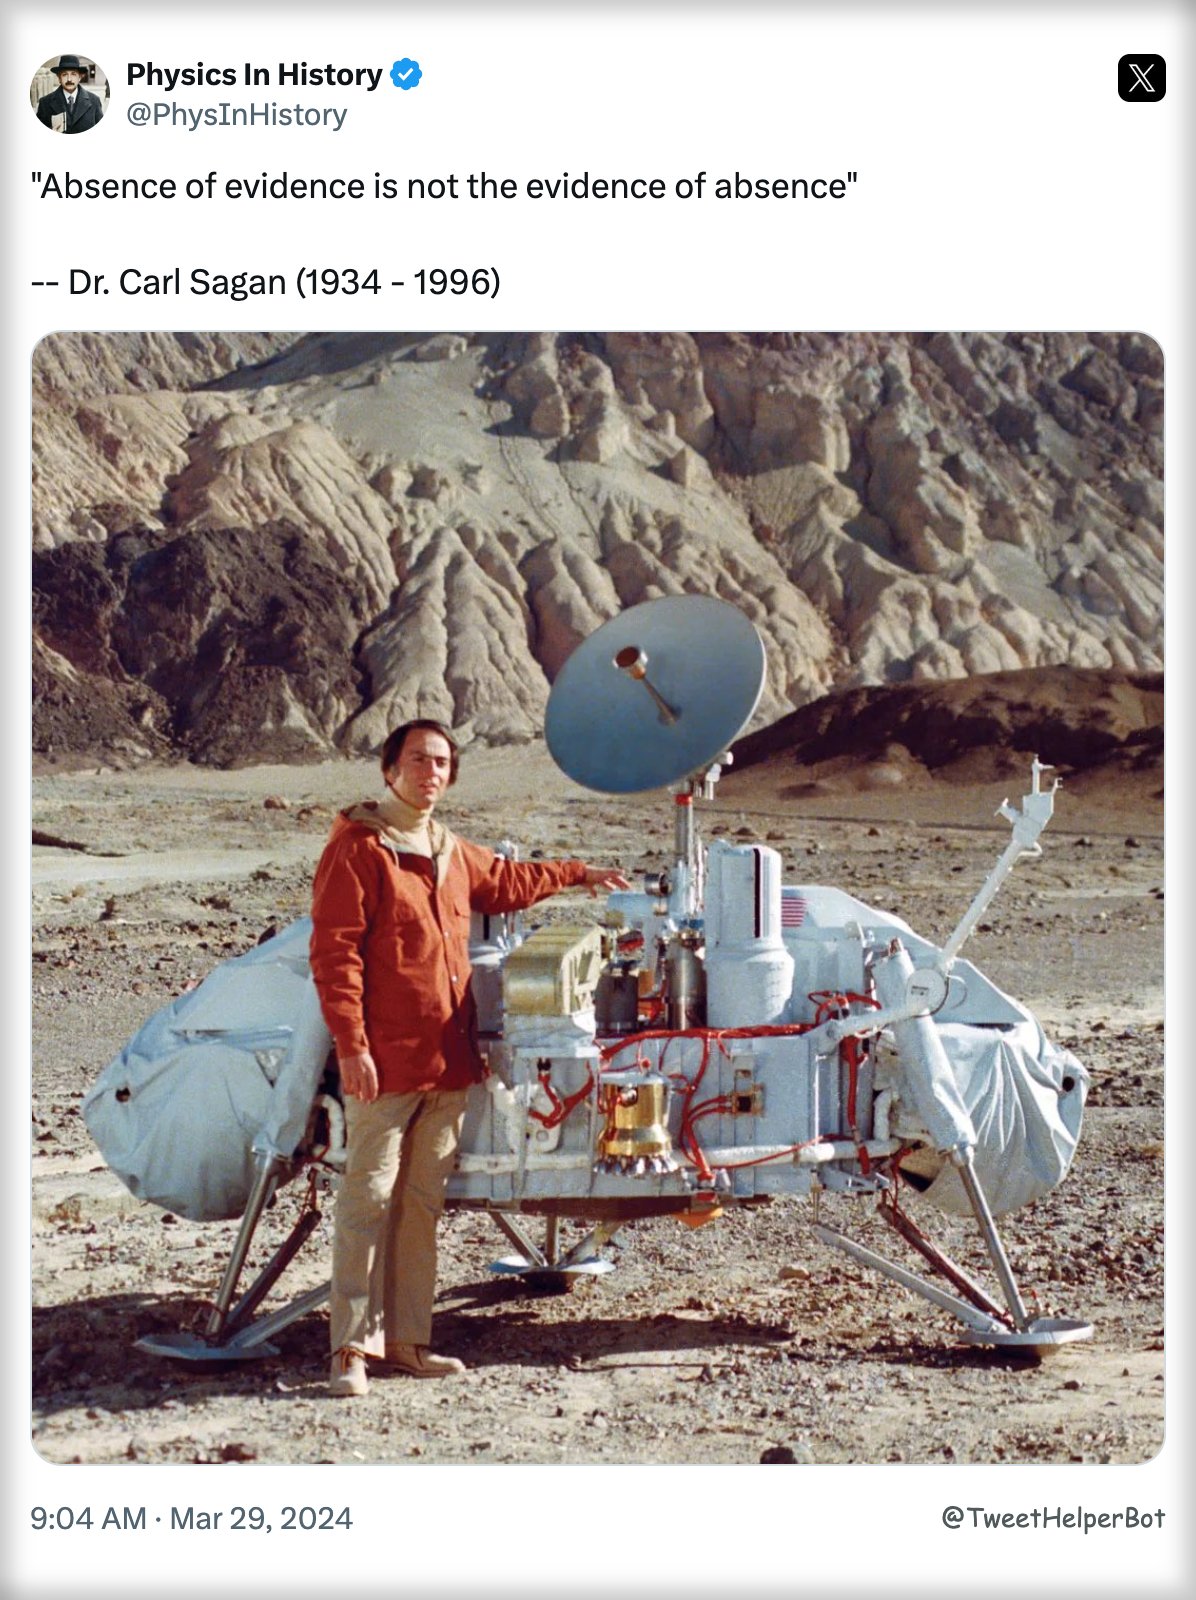 Physics In History
@PhysInHistory
"Absence of evidence is not the evidence of absence"
-- Dr. Carl Sagan (1934 - 1996)
9:04 AM · Mar 29, 2024
@TweetHelperBot